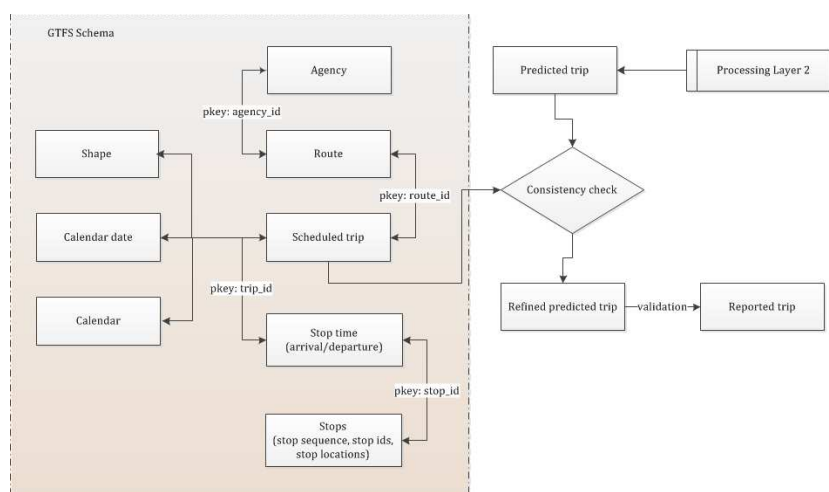 GTFS Schema
Agency
Predicted trip
Processing Layer 2
pkey: agency_id
Shape
Route
Consistency check
pkey: route_id
Calendar date
Scheduled trip
pkey: trip_id
Calendar
Refined predicted trip
validation
Reported trip
Stop time
(arrival/departure)
pkey: stop_id
Stops
(stop sequence, stop ids,
stop locations)